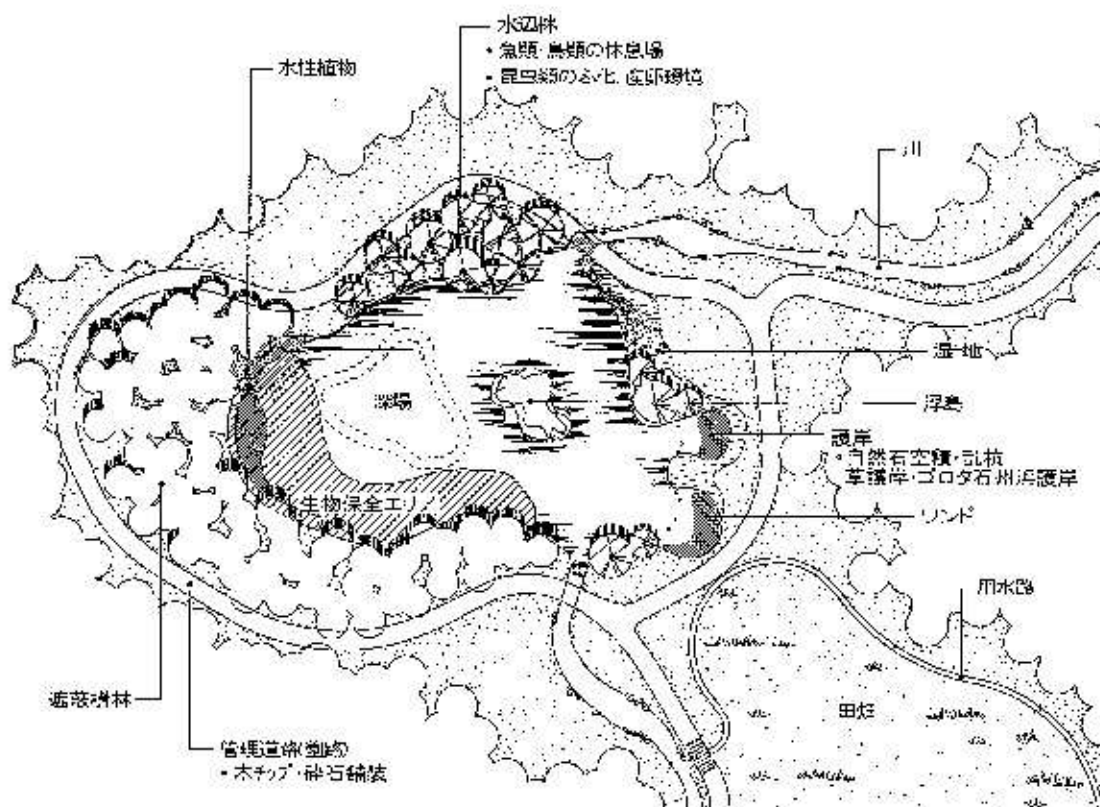 水辺林
・魚類・鳥類の休息場
・昆虫類のふ化、産卵環境
水性植物
川
湿地
深場
浮島
護岸
・自然石空積・乱杭
草護岸・ゴロタ石州浜護岸
生物保全エリア
ワンド
用水路
田畑
遮蔽樹林
管理道路(園路)
・木チップ・砕石舗装